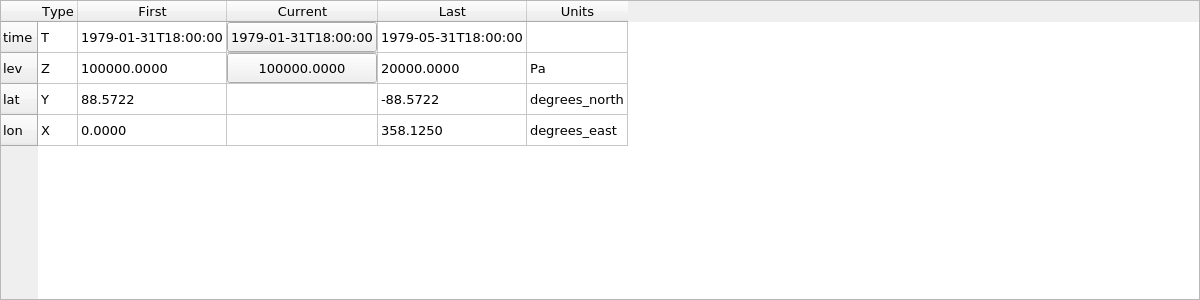 Type First Current Last Units
time T 1979-01-31T18:00:00 1979-01-31T18:00:00 1979-05-31T18:00:00
lev Z 100000.0000 100000.0000 20000.0000 Pa
lat Y 88.5722 -88.5722 degrees_north
lon X 0.0000 358.1250 degrees_east